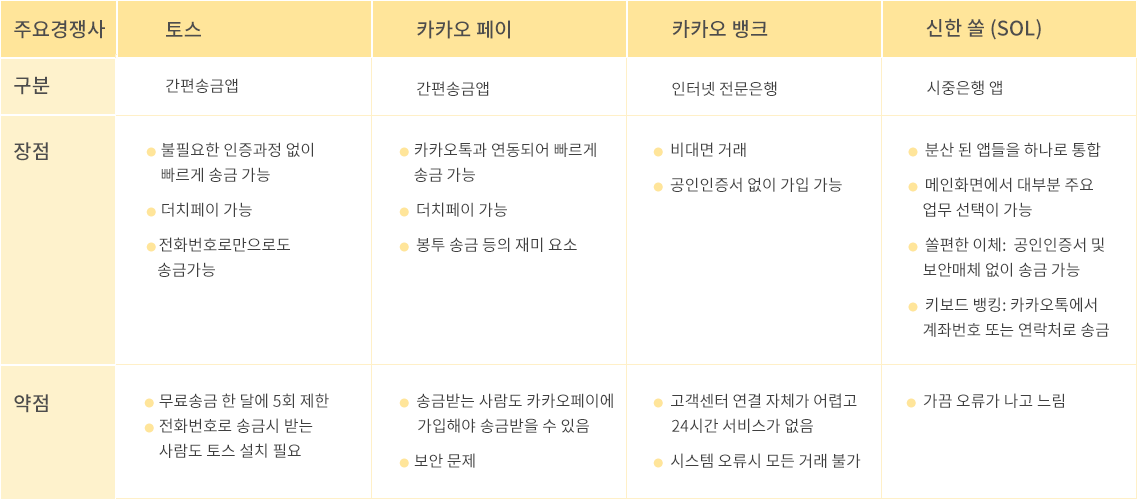 주요경쟁사
토스
카카오 페이
카카오 뱅크
신한 쏠 (SOL)
구분
간편송금앱
간편송금앱
인터넷 전문은행
시중은행 앱
장점
불필요한 인증과정 없이
빠르게 송금 가능
더치페이 가능
전화번호로만으로도
송금가능
카카오톡과 연동되어 빠르게
송금 가능
더치페이 가능
봉투 송금 등의 재미 요소
비대면 거래
공인인증서 없이 가입 가능
분산 된 앱들을 하나로 통합
메인화면에서 대부분 주요
업무 선택이 가능
쏠편한 이체: 공인인증서 및
보안매체 없이 송금 가능
키보드 뱅킹: 카카오톡에서
계좌번호 또는 연락처로 송금
약점
무료송금 한 달에 5회 제한
전화번호로 송금시 받는
사람도 토스 설치 필요
송금받는 사람도 카카오페이에
가입해야 송금받을 수 있음
보안 문제
고객센터 연결 자체가 어렵고
24시간 서비스가 없음
시스템 오류시 모든 거래 불가
가끔 오류가 나고 느림